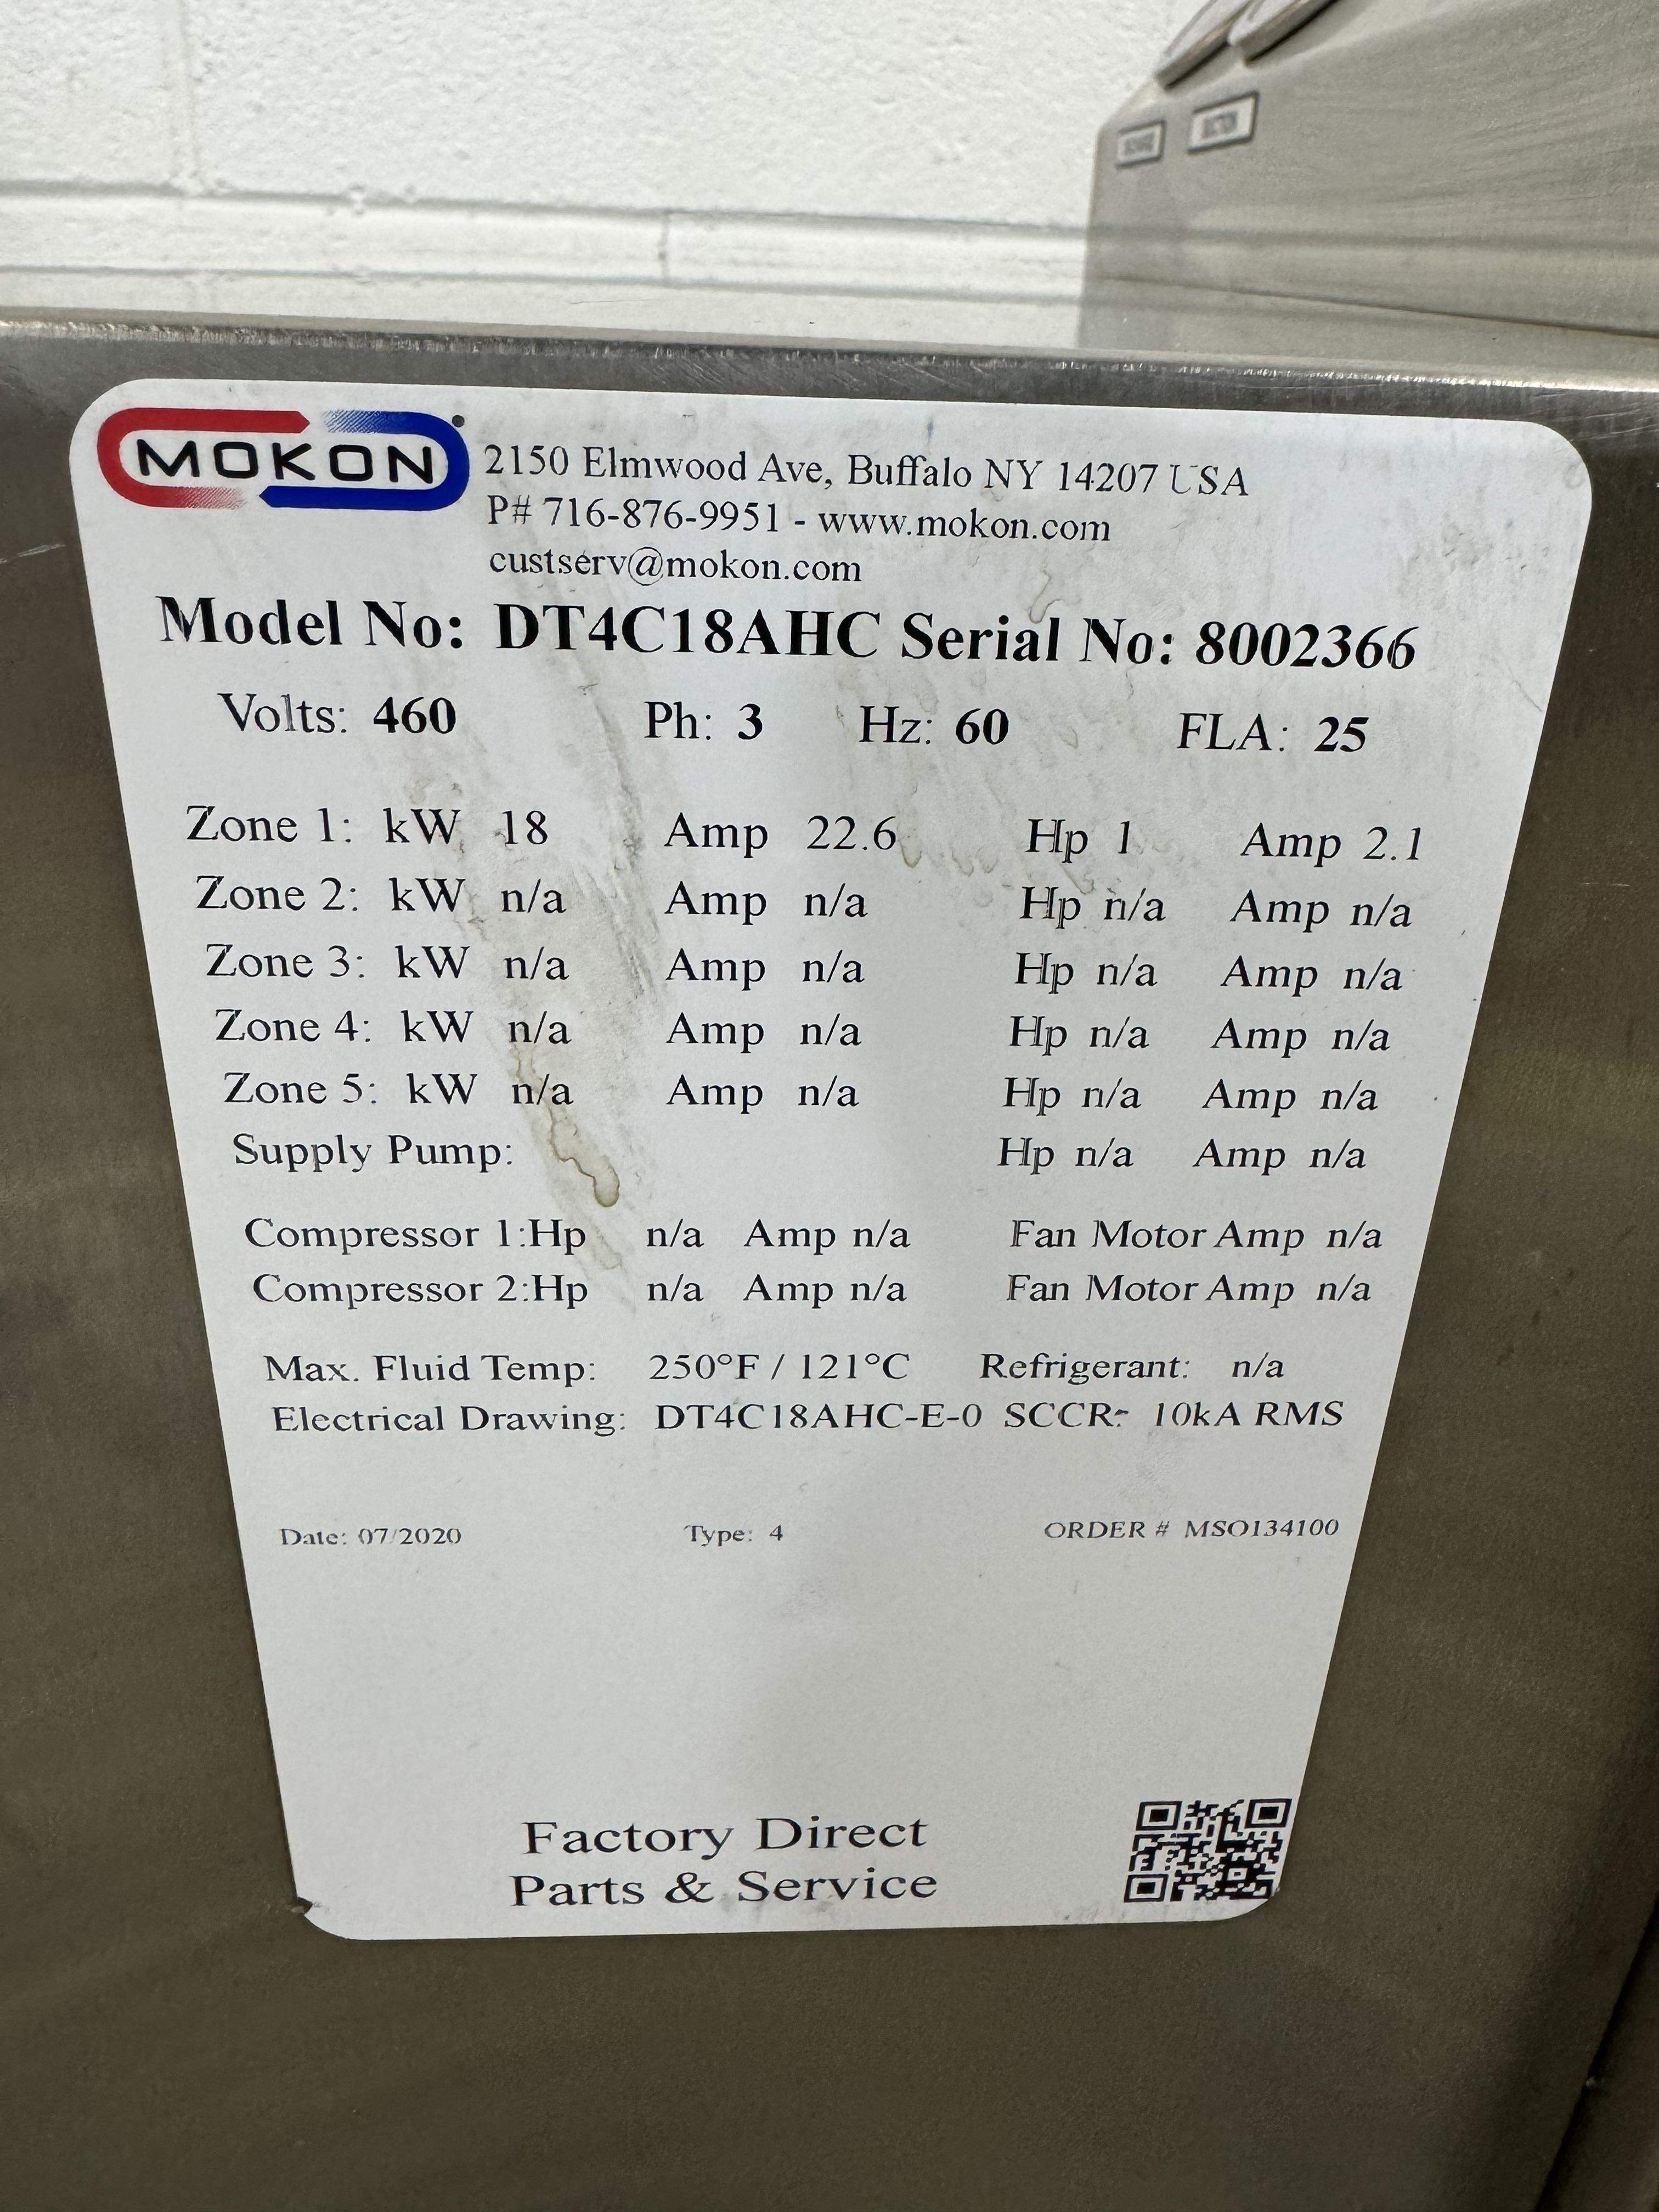 SUCTION
MOKON
2150 Elmwood Ave, Buffalo NY 14207 USA
P# 716-876-9951 - www.mokon.com
custserv@mokon.com
Model No: DT4C18AHC Serial No: 8002366
Volts: 460 Ph: 3 Hz: 60 FLA: 25
Zone 1: kW 18 Amp 22.6 Hp 1 Amp 2.1
Zone 2: kW n/a Amp n/a Hp n/a Amp n/a
Zone 3: kW n/a Amp n/a Hp n/a Amp n/a
Zone 4: kW n/a Amp n/a Hp n/a Amp n/a
Zone 5: kW n/a Amp n/a Hp n/a Amp n/a
Supply Pump: Hp n/a Amp n/a
Compressor 1:Hp n/a Amp n/a Fan Motor Amp n/a
Compressor 2:Hp n/a Amp n/a Fan Motor Amp n/a
Max. Fluid Temp: 250°F / 121°C Refrigerant: n/a
Electrical Drawing: DT4C18AHC-E-0 SCCR: 10kA RMS
Date: 07/2020 Type: 4 ORDER # MSO134100
Factory Direct
Parts & Service